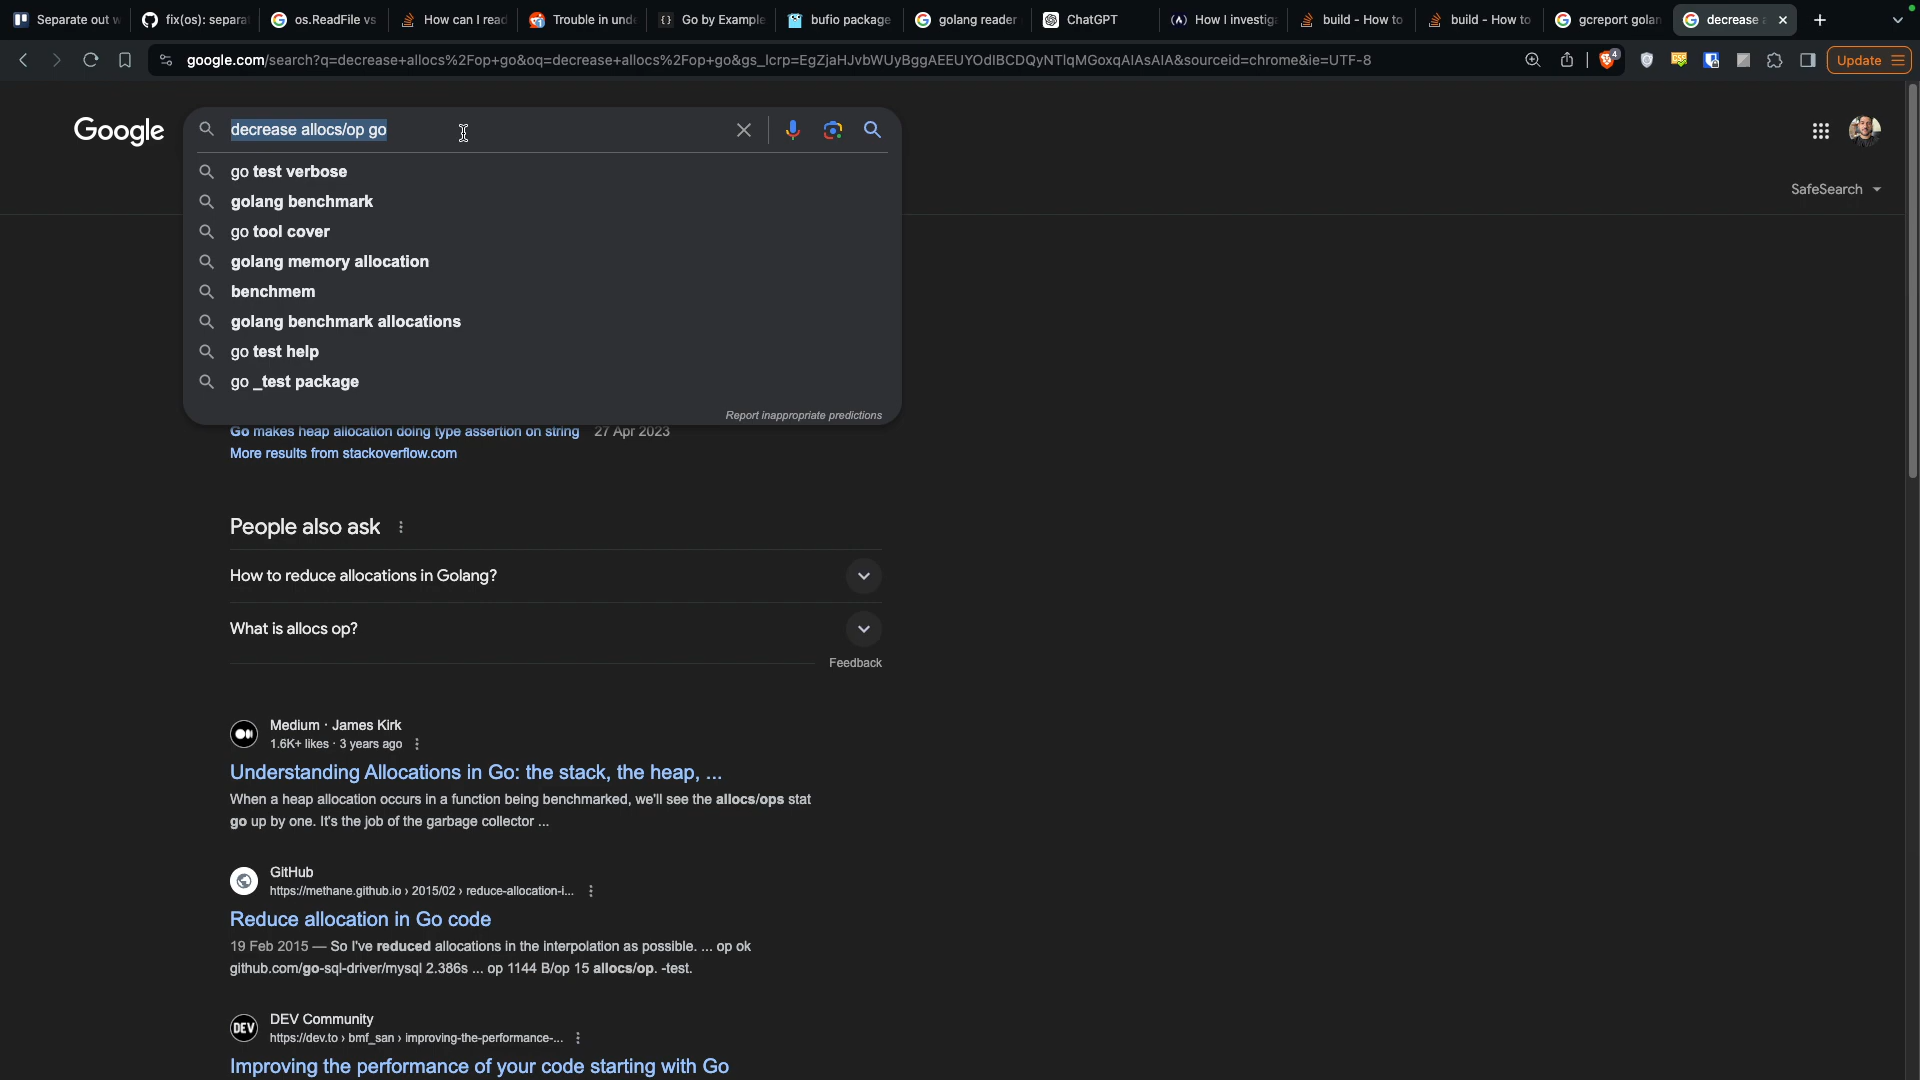 Separate out w
fix(os): separat
os.ReadFile vs
How can I read
Trouble in unde
Go by Example
bufio package
golang reader
ChatGPT
How I investiga
build - How to
build - How to
gcreport golan
decrease a
google.com/search?q=decrease+allocs%2Fop+go&oq=decrease+allocs%2Fop+go&gs_lcrp=EgZjaHJvbWUyBggAEEUYOdIBCDQyNTlqMGoxqAIAsAIA&sourceid=chrome&ie=UTF-8
4
Update
Google
decrease allocs/op go
go test verbose
golang benchmark
go tool cover
golang memory allocation
benchmem
golang benchmark allocations
go test help
go _test package
Report inappropriate predictions
SafeSearch
Go makes heap allocation doing type assertion on string 27 Apr 2023
More results from stackoverflow.com
People also ask
How to reduce allocations in Golang?
What is allocs op?
Feedback
Medium · James Kirk
1.6K+ likes · 3 years ago
Understanding Allocations in Go: the stack, the heap, ...
When a heap allocation occurs in a function being benchmarked, we'll see the allocs/ops stat
go up by one. It's the job of the garbage collector ...
GitHub
https://methane.github.io › 2015/02 › reduce-allocation-i...
Reduce allocation in Go code
19 Feb 2015 — So I've reduced allocations in the interpolation as possible. ... op ok
github.com/go-sql-driver/mysql 2.386s ... op 1144 B/op 15 allocs/op. -test.
DEV
DEV Community
https://dev.to › bmf_san › improving-the-performance-...
Improving the performance of your code starting with Go